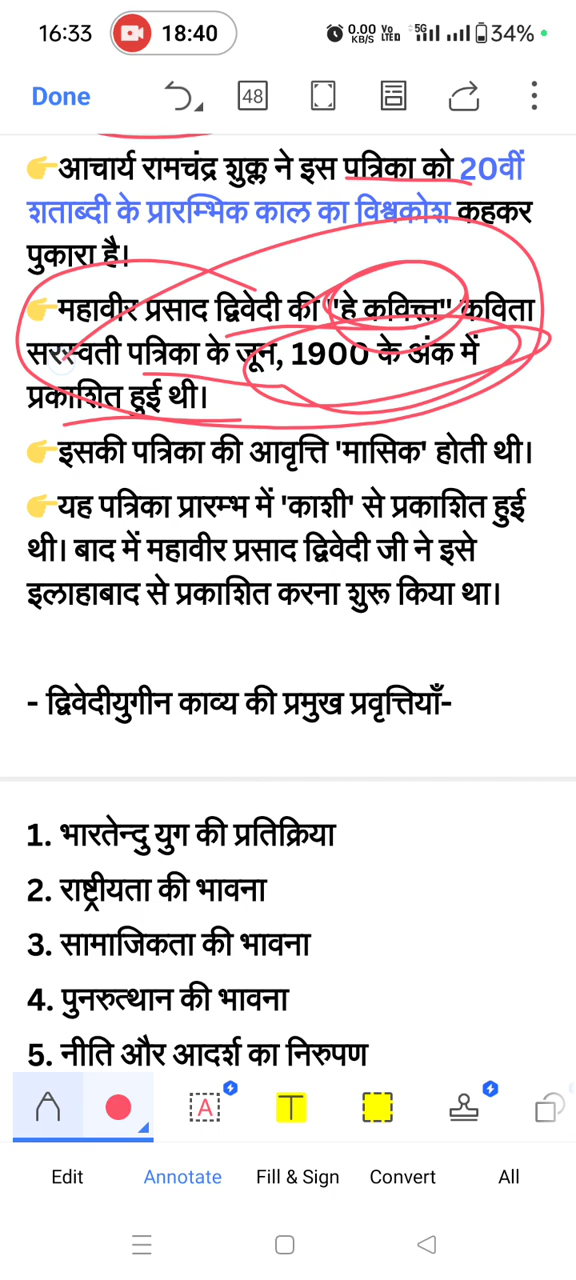 16:33 18:40 0.00 KB/S Vo LTE 5G 34%
Done 48
👉आचार्य रामचंद्र शुक्ल ने इस पत्रिका को 20वीं
शताब्दी के प्रारम्भिक काल का विश्वकोश कहकर
पुकारा है।
👉महावीर प्रसाद द्विवेदी की "हे कवित्त" कविता
सरस्वती पत्रिका के जून, 1900 के अंक में
प्रकाशित हुई थी।
👉इसकी पत्रिका की आवृत्ति 'मासिक' होती थी।
👉यह पत्रिका प्रारम्भ में 'काशी' से प्रकाशित हुई
थी। बाद में महावीर प्रसाद द्विवेदी जी ने इसे
इलाहाबाद से प्रकाशित करना शुरू किया था।
- द्विवेदीयुगीन काव्य की प्रमुख प्रवृत्तियाँ-
1. भारतेन्दु युग की प्रतिक्रिया
2. राष्ट्रीयता की भावना
3. सामाजिकता की भावना
4. पुनरुत्थान की भावना
5. नीति और आदर्श का निरुपण
A T
Edit Annotate Fill & Sign Convert All